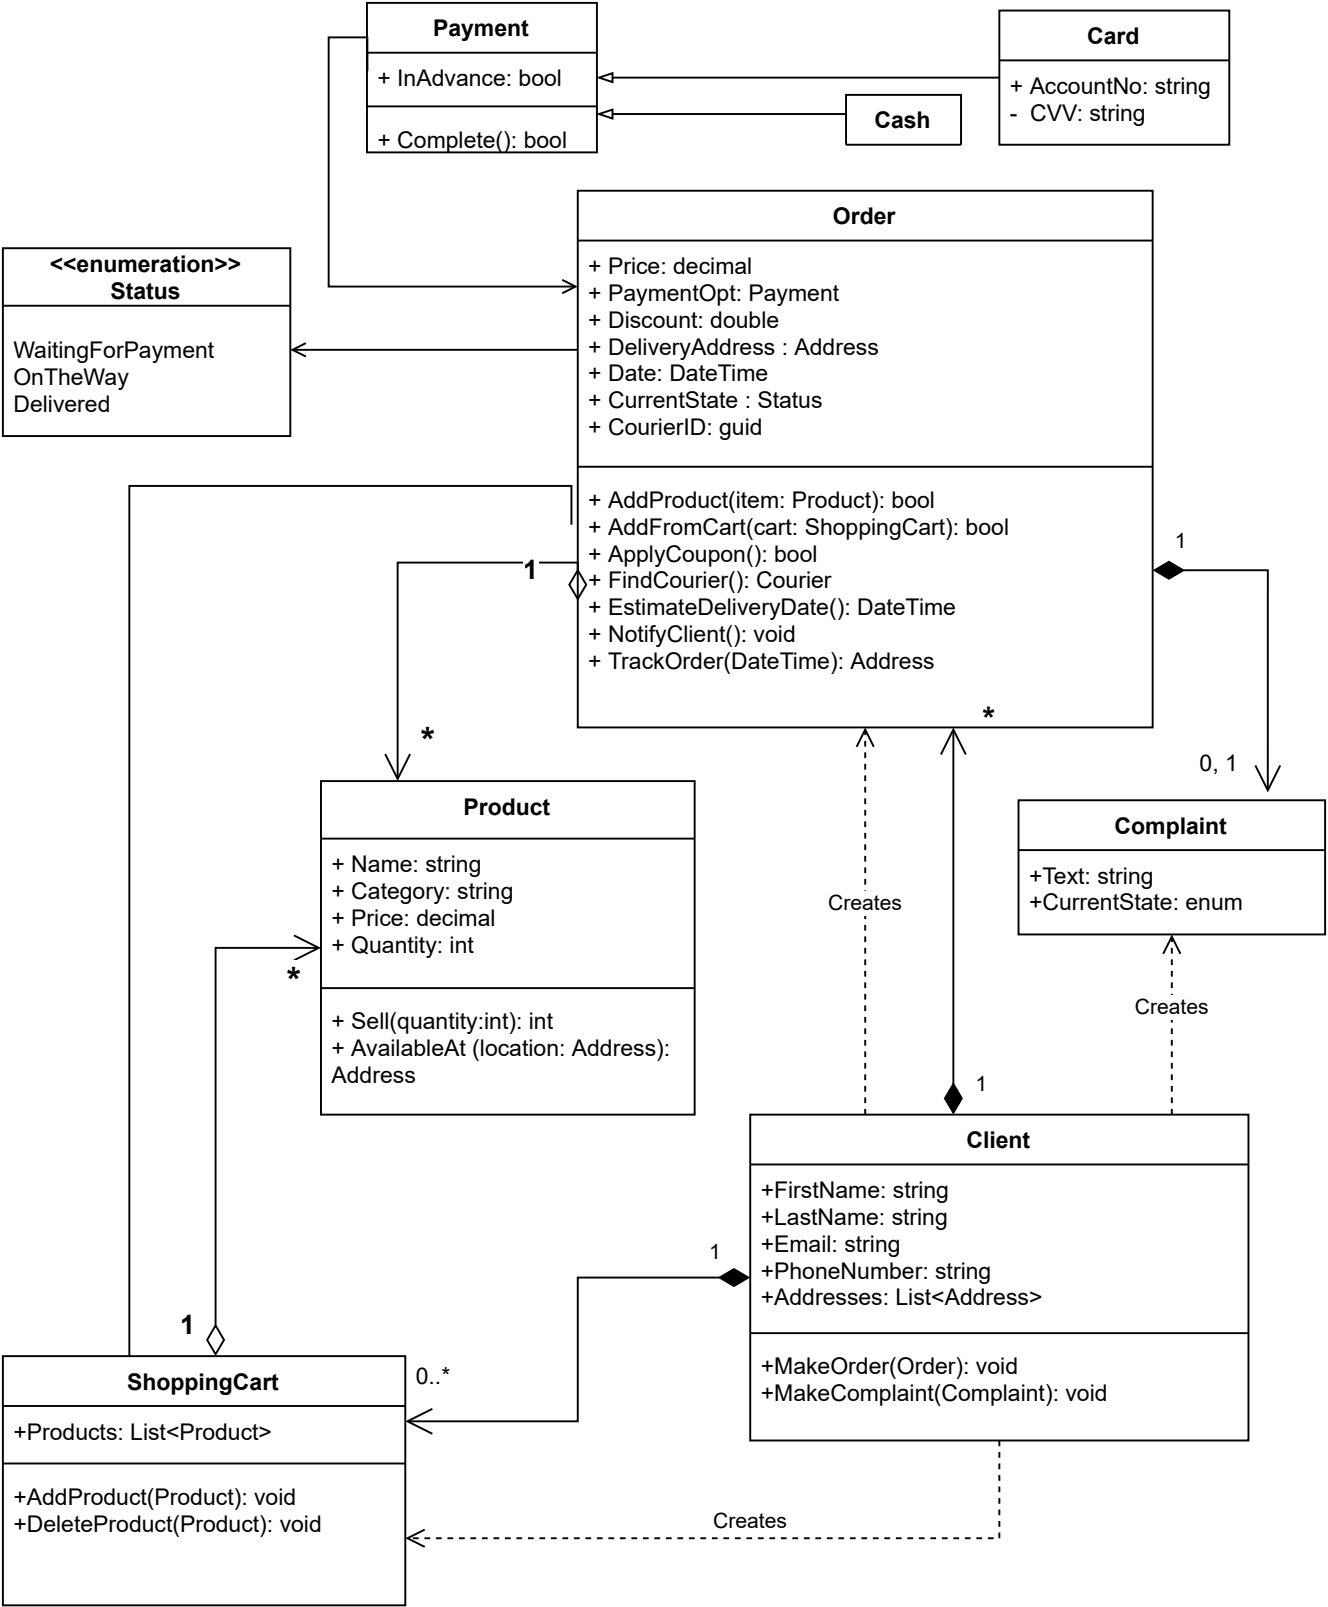 Payment
+ InAdvance: bool
+ Complete(): bool
Card
+ AccountNo: string
- CVV: string
Cash
Order
+ Price: decimal
+ PaymentOpt: Payment
+ Discount: double
+ DeliveryAddress : Address
+ Date: DateTime
+ CurrentState : Status
+ CourierID: guid
+ AddProduct(item: Product): bool
+ AddFromCart(cart: ShoppingCart): bool
+ ApplyCoupon(): bool
+ FindCourier(): Courier
+ EstimateDeliveryDate(): DateTime
+ NotifyClient(): void
+ TrackOrder(DateTime): Address
<<enumeration>>
Status
WaitingForPayment
OnTheWay
Delivered
1
*
1
0, 1
*
Product
+ Name: string
+ Category: string
+ Price: decimal
+ Quantity: int
+ Sell(quantity:int): int
+ AvailableAt (location: Address):
Address
Complaint
+Text: string
+CurrentState: enum
Creates
Creates
*
1
1
Client
+FirstName: string
+LastName: string
+Email: string
+PhoneNumber: string
+Addresses: List<Address>
+MakeOrder(Order): void
+MakeComplaint(Complaint): void
1
0..*
ShoppingCart
+Products: List<Product>
+AddProduct(Product): void
+DeleteProduct(Product): void
Creates